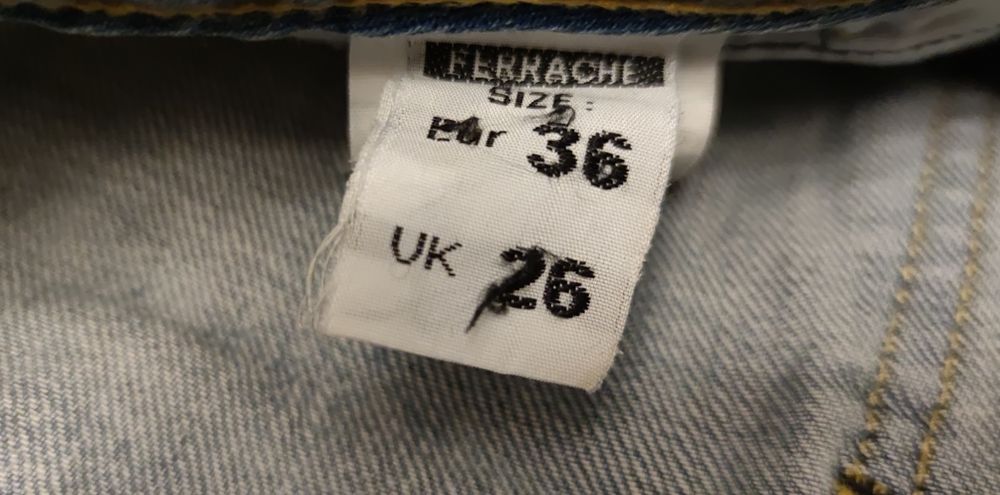 FERRACHE
SIZE:
Eur 36
UK 26